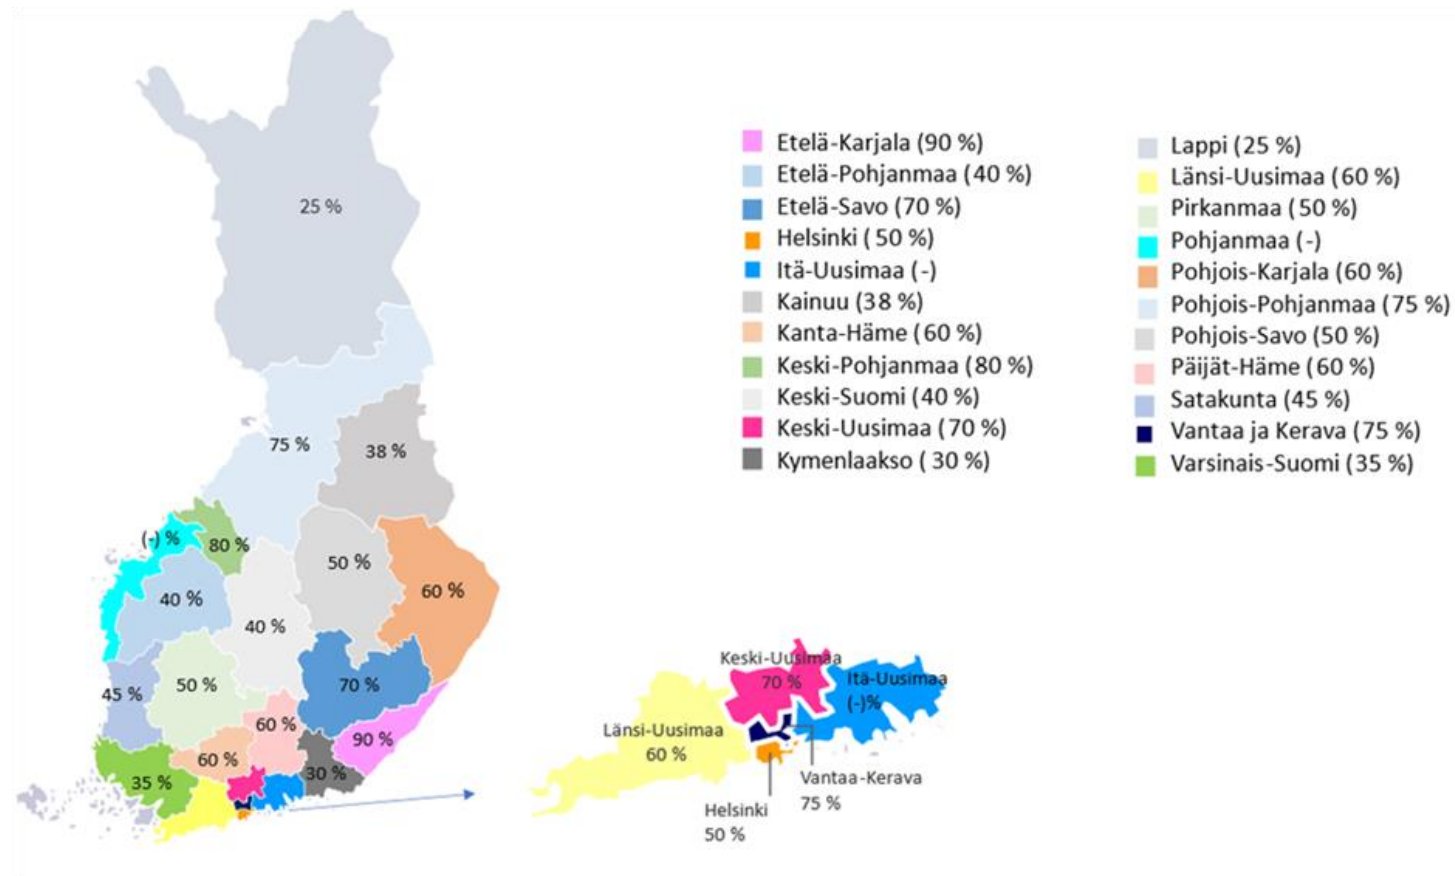 25 %
75 %
38 %
(-) %
80 %
50 %
60 %
40 %
40 %
45 %
50 %
70 %
60 %
90 %
60 %
35 %
30 %
Etelä-Karjala (90 %)
Etelä-Pohjanmaa (40 %)
Etelä-Savo (70 %)
Helsinki ( 50 %)
Itä-Uusimaa (-)
Kainuu (38 %)
Kanta-Häme (60 %)
Keski-Pohjanmaa (80 %)
Keski-Suomi (40 %)
Keski-Uusimaa (70 %)
Kymenlaakso ( 30 %)
Lappi (25 %)
Länsi-Uusimaa (60 %)
Pirkanmaa (50 %)
Pohjanmaa (-)
Pohjois-Karjala (60 %)
Pohjois-Pohjanmaa (75 %)
Pohjois-Savo (50 %)
Päijät-Häme (60 %)
Satakunta (45 %)
Vantaa ja Kerava (75 %)
Varsinais-Suomi (35 %)
Keski-Uusimaa
70 %
Itä-Uusimaa
(-)%
Länsi-Uusimaa
60 %
Vantaa-Kerava
75 %
Helsinki
50 %